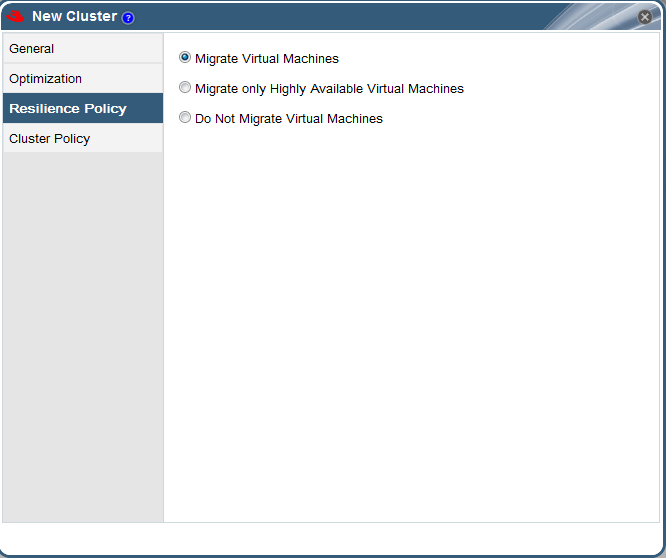 New Cluster ?
General
Optimization
Resilience Policy
Cluster Policy
Migrate Virtual Machines
Migrate only Highly Available Virtual Machines
Do Not Migrate Virtual Machines